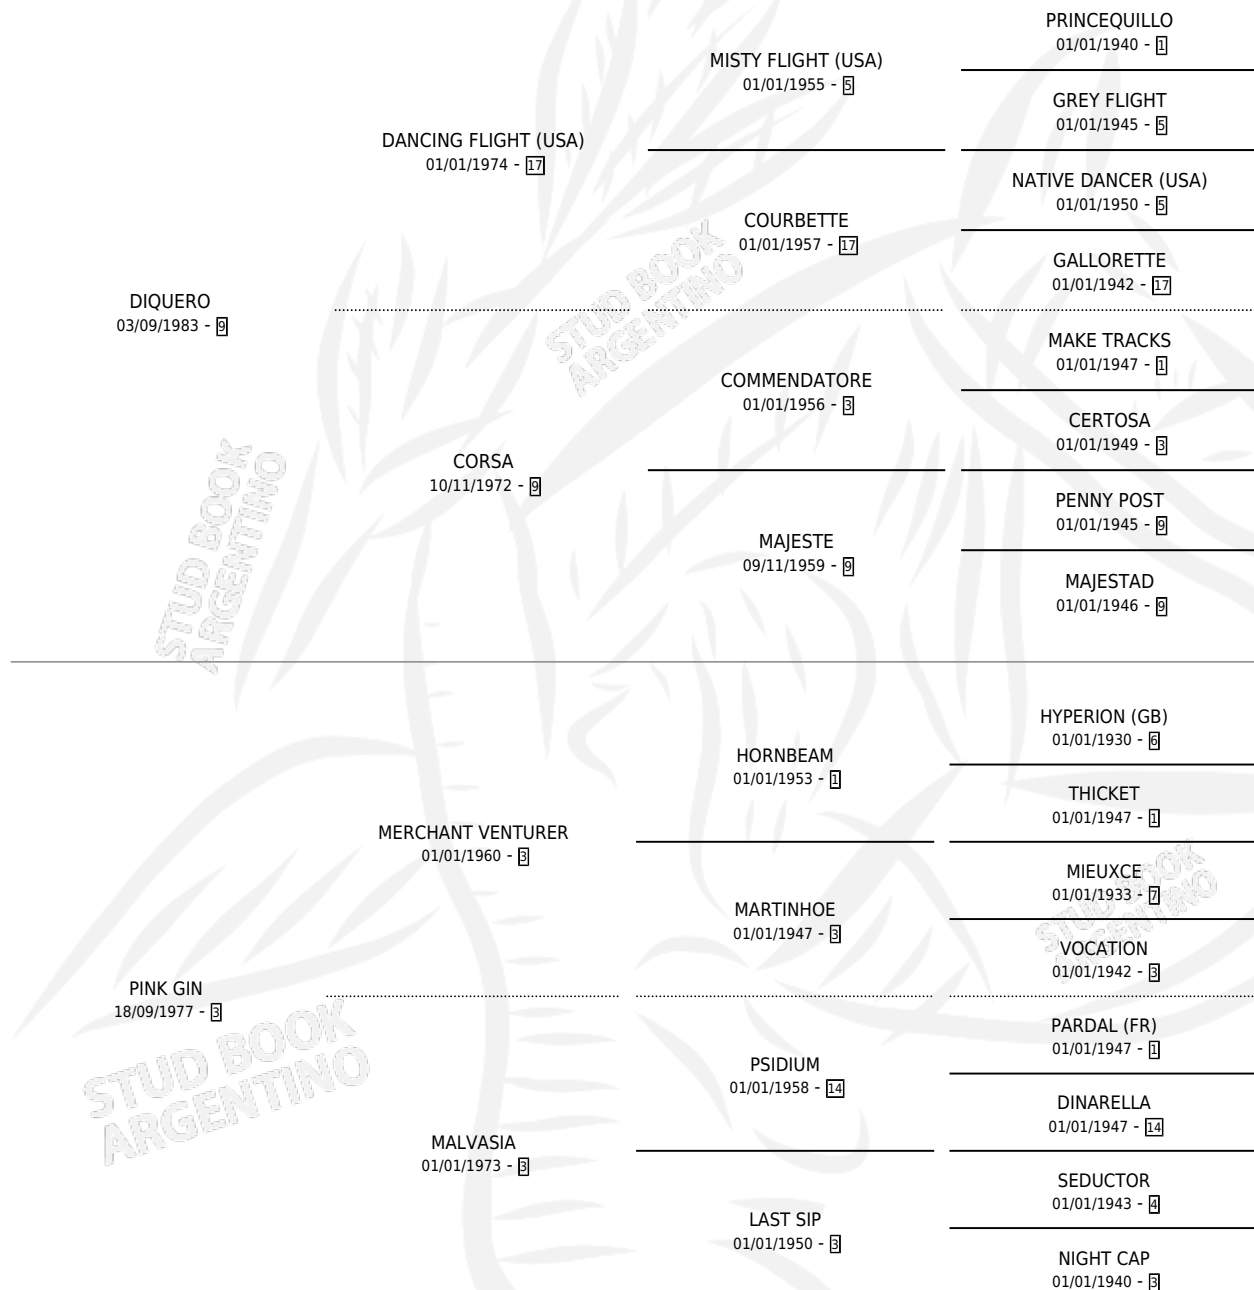 PRINCEQUILLO
01/01/1940 - 1
MISTY FLIGHT (USA)
01/01/1955 - 5
GREY FLIGHT
01/01/1945 - 5
DANCING FLIGHT (USA)
01/01/1974 - 17
NATIVE DANCER (USA)
01/01/1950 - 5
COURBETTE
01/01/1957 - 17
GALLORETTE
01/01/1942 - 17
DIQUERO
03/09/1983 - 9
MAKE TRACKS
01/01/1947 - 1
COMMENDATORE
01/01/1956 - 3
CERTOSA
01/01/1949 - 3
CORSA
10/11/1972 - 9
PENNY POST
01/01/1945 - 9
MAJESTE
09/11/1959 - 9
MAJESTAD
01/01/1946 - 9
HYPERION (GB)
01/01/1930 - 6
HORNBEAM
01/01/1953 - 1
THICKET
01/01/1947 - 1
MERCHANT VENTURER
01/01/1960 - 3
MIEUXCE
01/01/1933 - 7
MARTINHOE
01/01/1947 - 3
VOCATION
01/01/1942 - 3
PINK GIN
18/09/1977 - 3
PARDAL (FR)
01/01/1947 - 1
PSIDIUM
01/01/1958 - 14
DINARELLA
01/01/1947 - 14
MALVASIA
01/01/1973 - 3
SEDUCTOR
01/01/1943 - 4
LAST SIP
01/01/1950 - 3
NIGHT CAP
01/01/1940 - 3
STUD BOOK
ARGENTINO
STUD BOOK
ARGENTINO
STUD BOOK
ARGENTINO
STUD BOOK
ARGENTINO